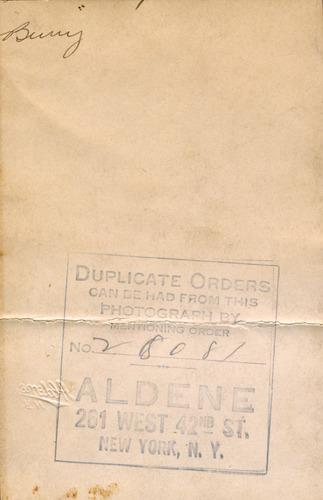 Bunny
DUPLICATE ORDERS
CAN BE HAD FROM THIS
PHOTOGRAPH BY
MENTIONING ORDER
No. 28081
ALDENE
261 WEST 42ND ST.
NEW YORK, N. Y.